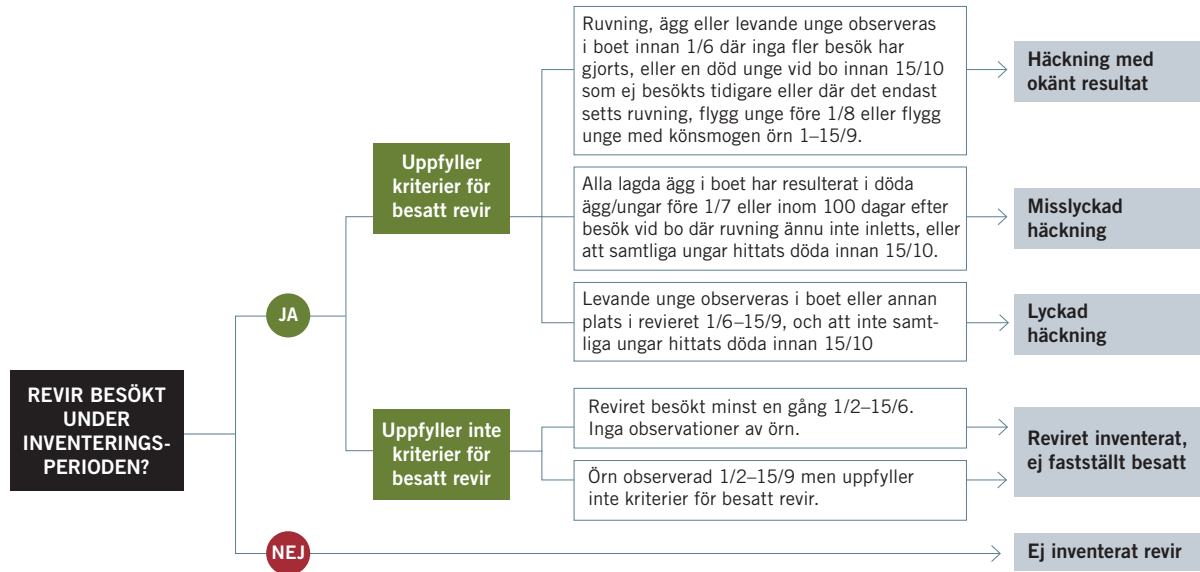 Ruvning, ägg eller levande unge observeras
i boet innan 1/6 där inga fler besök har
gjorts, eller en död unge vid bo innan 15/10
som ej besökts tidigare eller där det endast
setts ruvning, flygg unge före 1/8 eller flygg
unge med könsmogen örn 1–15/9.
Häckning med
okänt resultat
Uppfyller
kriterier för
besatt revir
Alla lagda ägg i boet har resulterat i döda
ägg/ungar före 1/7 eller inom 100 dagar efter
besök vid bo där ruvning ännu inte inletts, eller
att samtliga ungar hittats döda innan 15/10.
Misslyckad
häckning
JA
Levande unge observeras i boet eller annan
plats i revieret 1/6–15/9, och att inte samt-
liga ungar hittats döda innan 15/10
Lyckad
häckning
REVIR BESÖKT
UNDER
INVENTERINGS-
PERIODEN?
Uppfyller inte
kriterier för
besatt revir
Reviret besökt minst en gång 1/2–15/6.
Inga observationer av örn.
Örn observerad 1/2–15/9 men uppfyller
inte kriterier för besatt revir.
Reviret inventerat,
ej fastställt besatt
NEJ
Ej inventerat revir